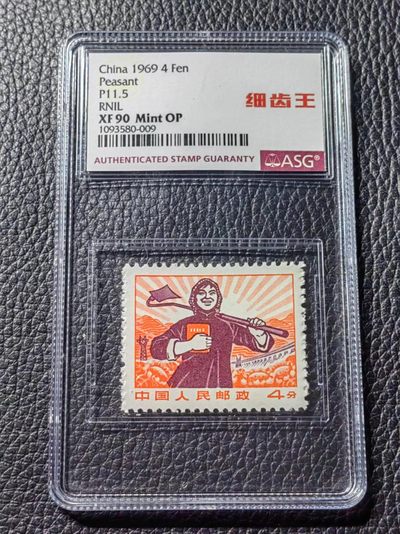 China 1969 4 Fen
Peasant
P11.5
RNIL
XF 90 Mint OP
1093580-009
细齿王
AUTHENTICATED STAMP GUARANTY
ASG®
中国人民邮政
4分